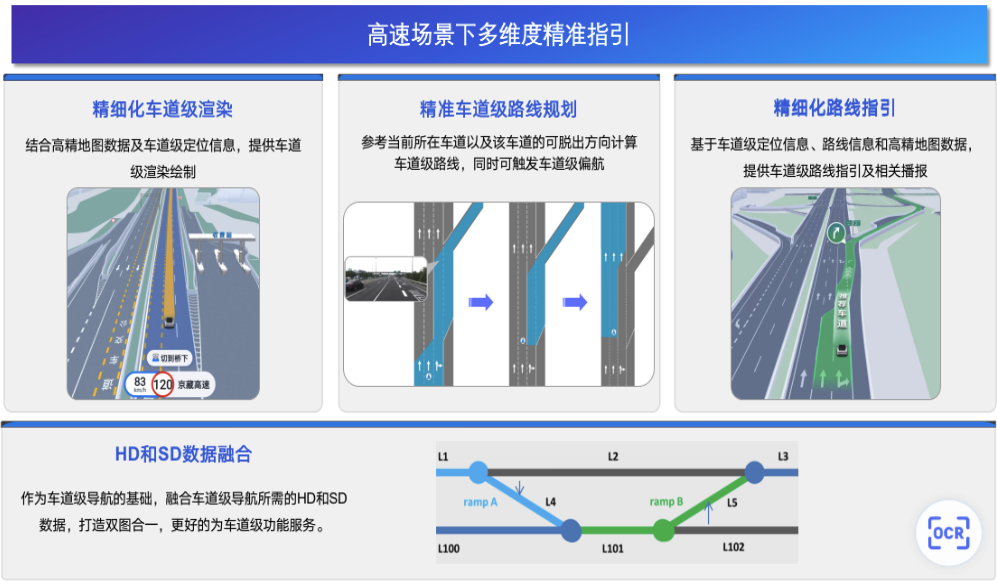 高速场景下多维度精准指引
精细化车道级渲染
结合高精地图数据及车道级定位信息，提供车道
级渲染绘制
切到桥下
83
km/h
120
京藏高速
精准车道级路线规划
参考当前所在车道以及该车道的可脱出方向计算
车道级路线，同时可触发车道级偏航
精细化路线指引
基于车道级定位信息、路线信息和高精地图数据，
提供车道级路线指引及相关播报
推荐车道
HD和SD数据融合
作为车道级导航的基础，融合车道级导航所需的HD和SD
数据，打造双图合一，更好的为车道级功能服务。
L1
L2
L3
ramp A
L4
ramp B
L5
L100
L101
L102
OCR